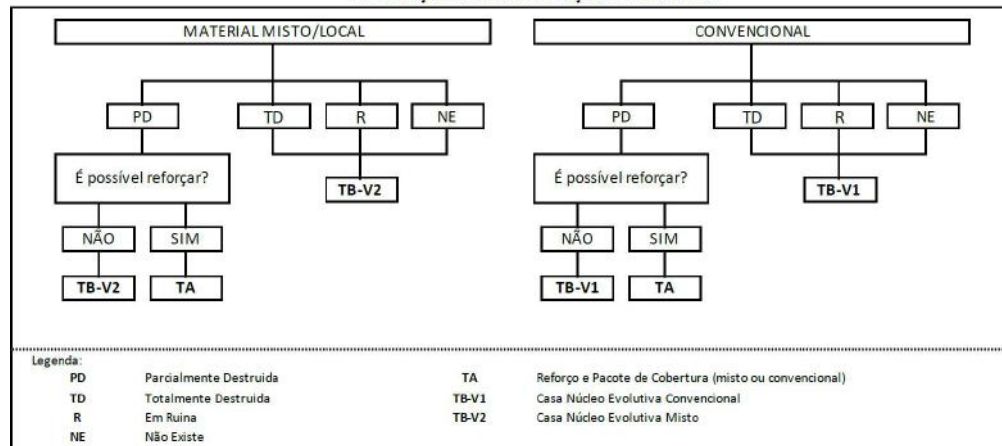 MATERIAL MISTO/LOCAL
PD
TD
R
NE
É possível reforçar?
TB-V2
NÃO
SIM
TB-V2
TA
CONVENCIONAL
PD
TD
R
NE
É possível reforçar?
TB-V1
NÃO
SIM
TB-V1
TA
Legenda:
PD Parcialmente Destruida
TD Totalmente Destruida
R Em Ruina
NE Não Existe
TA Reforço e Pacote de Cobertura (misto ou convencional)
TB-V1 Casa Núcleo Evolutiva Convencional
TB-V2 Casa Núcleo Evolutiva Misto